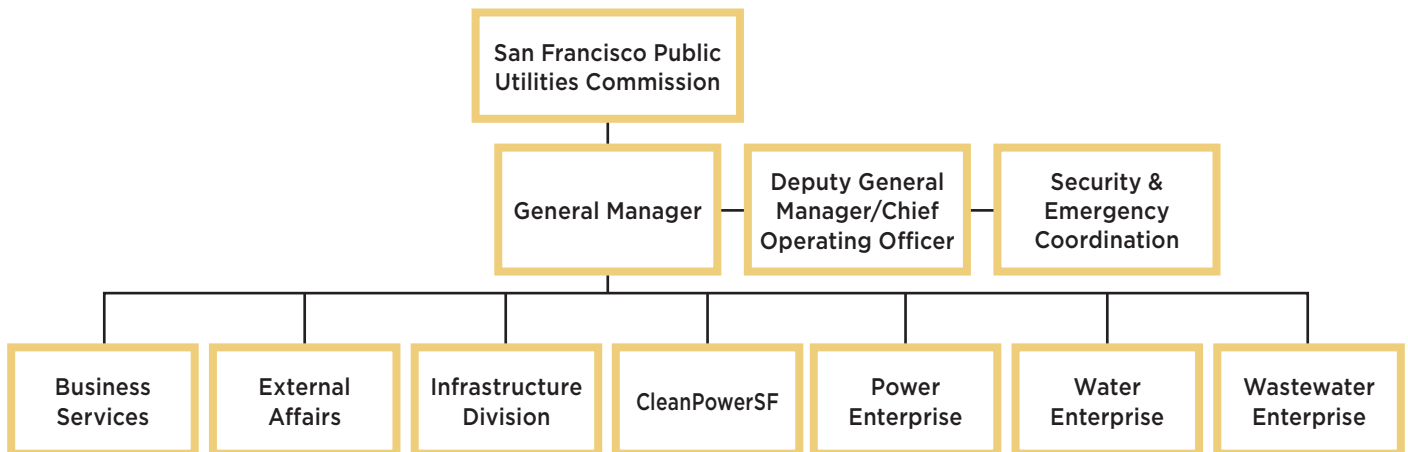 San Francisco Public
Utilities Commission
General Manager
Deputy General
Manager/Chief
Operating Officer
Security &
Emergency
Coordination
Business
Services
External
Affairs
Infrastructure
Division
CleanPowerSF
Power
Enterprise
Water
Enterprise
Wastewater
Enterprise